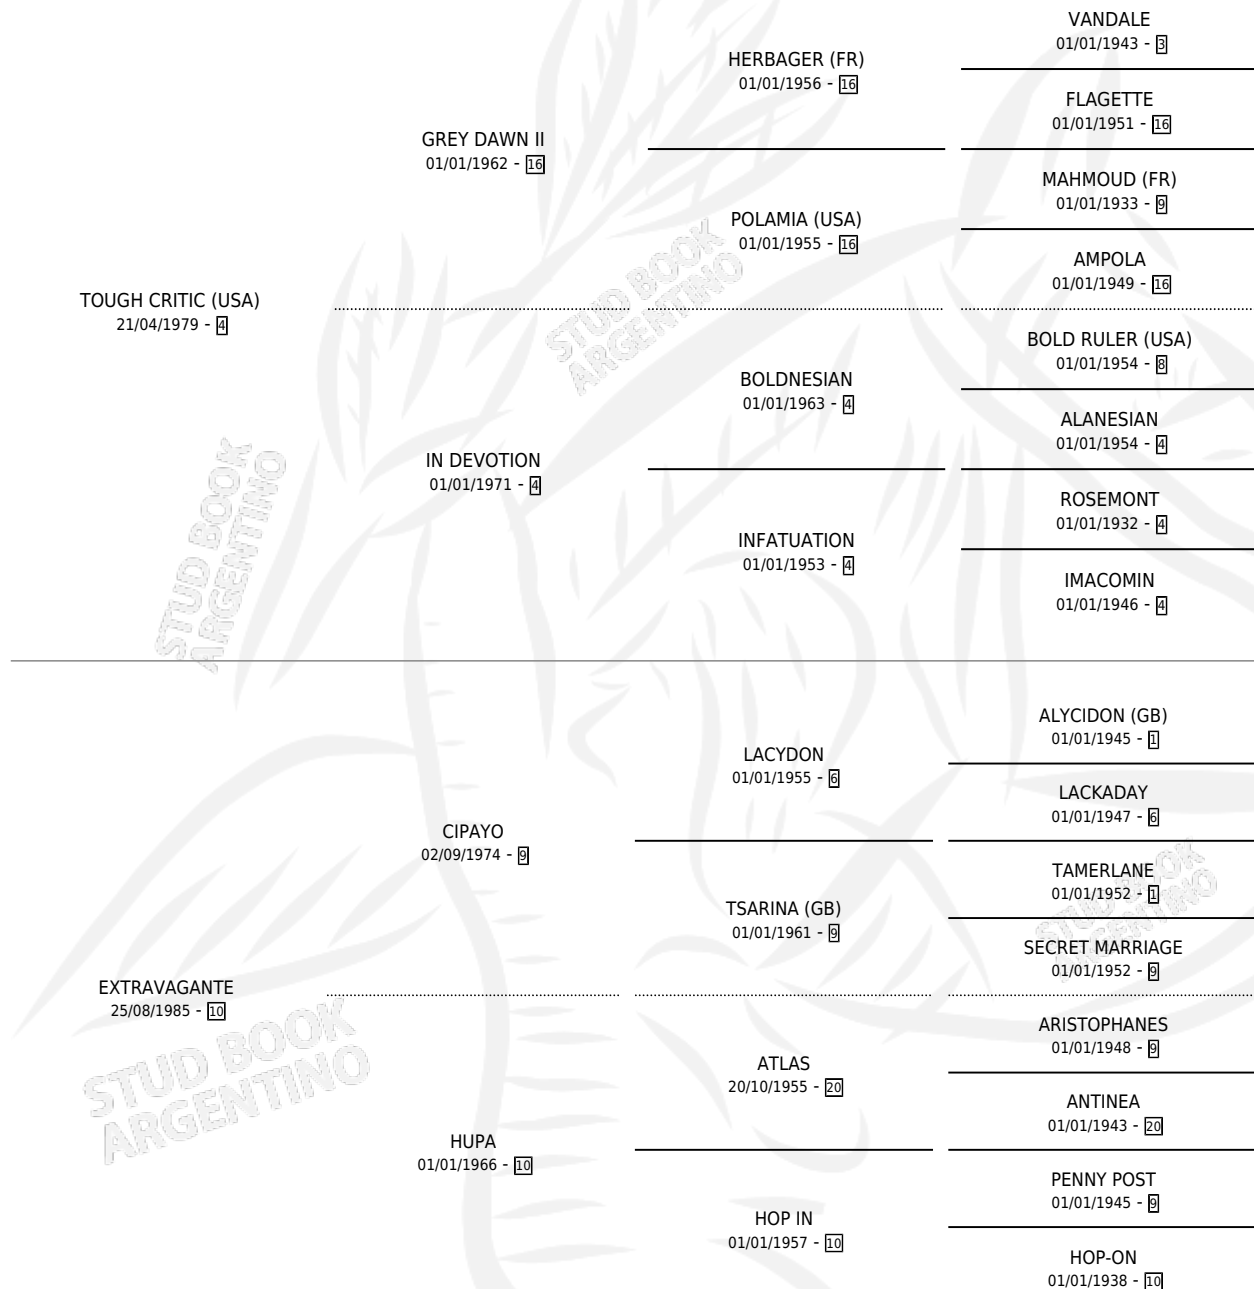 VANDALE
01/01/1943 - 3
HERBAGER (FR)
01/01/1956 - 16
FLAGETTE
01/01/1951 - 16
GREY DAWN II
01/01/1962 - 16
MAHMOUD (FR)
01/01/1933 - 9
POLAMIA (USA)
01/01/1955 - 16
AMPOLA
01/01/1949 - 16
TOUGH CRITIC (USA)
21/04/1979 - 4
STUD BOOK
ARGENTINO
BOLD RULER (USA)
01/01/1954 - 8
BOLDNESIAN
01/01/1963 - 4
ALANESIAN
01/01/1954 - 4
IN DEVOTION
01/01/1971 - 4
ROSEMONT
01/01/1932 - 4
INFATUATION
01/01/1953 - 4
IMACOMIN
01/01/1946 - 4
STUD BOOK
ARGENTINO
ALYCIDON (GB)
01/01/1945 - 1
LACYDON
01/01/1955 - 6
LACKADAY
01/01/1947 - 6
CIPAYO
02/09/1974 - 9
TAMERLANE
01/01/1952 - 1
TSARINA (GB)
01/01/1961 - 9
SECRET MARRIAGE
01/01/1952 - 9
STUD BOOK
ARGENTINO
EXTRAVAGANTE
25/08/1985 - 10
STUD BOOK
ARGENTINO
ARISTOPHANES
01/01/1948 - 9
ATLAS
20/10/1955 - 20
ANTINEA
01/01/1943 - 20
HUPA
01/01/1966 - 10
PENNY POST
01/01/1945 - 9
HOP IN
01/01/1957 - 10
HOP-ON
01/01/1938 - 10